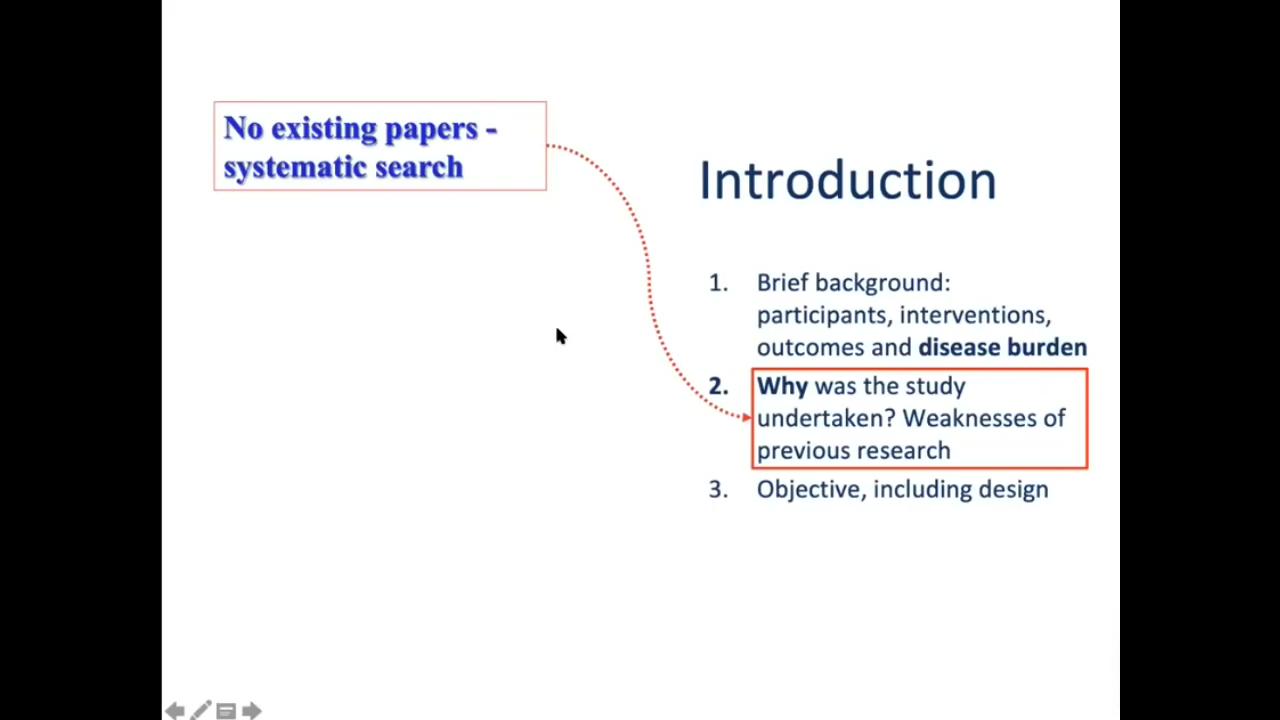 No existing papers -
systematic search
Introduction
1. Brief background:
participants, interventions,
outcomes and disease burden
2. Why was the study
undertaken? Weaknesses of
previous research
3. Objective, including design